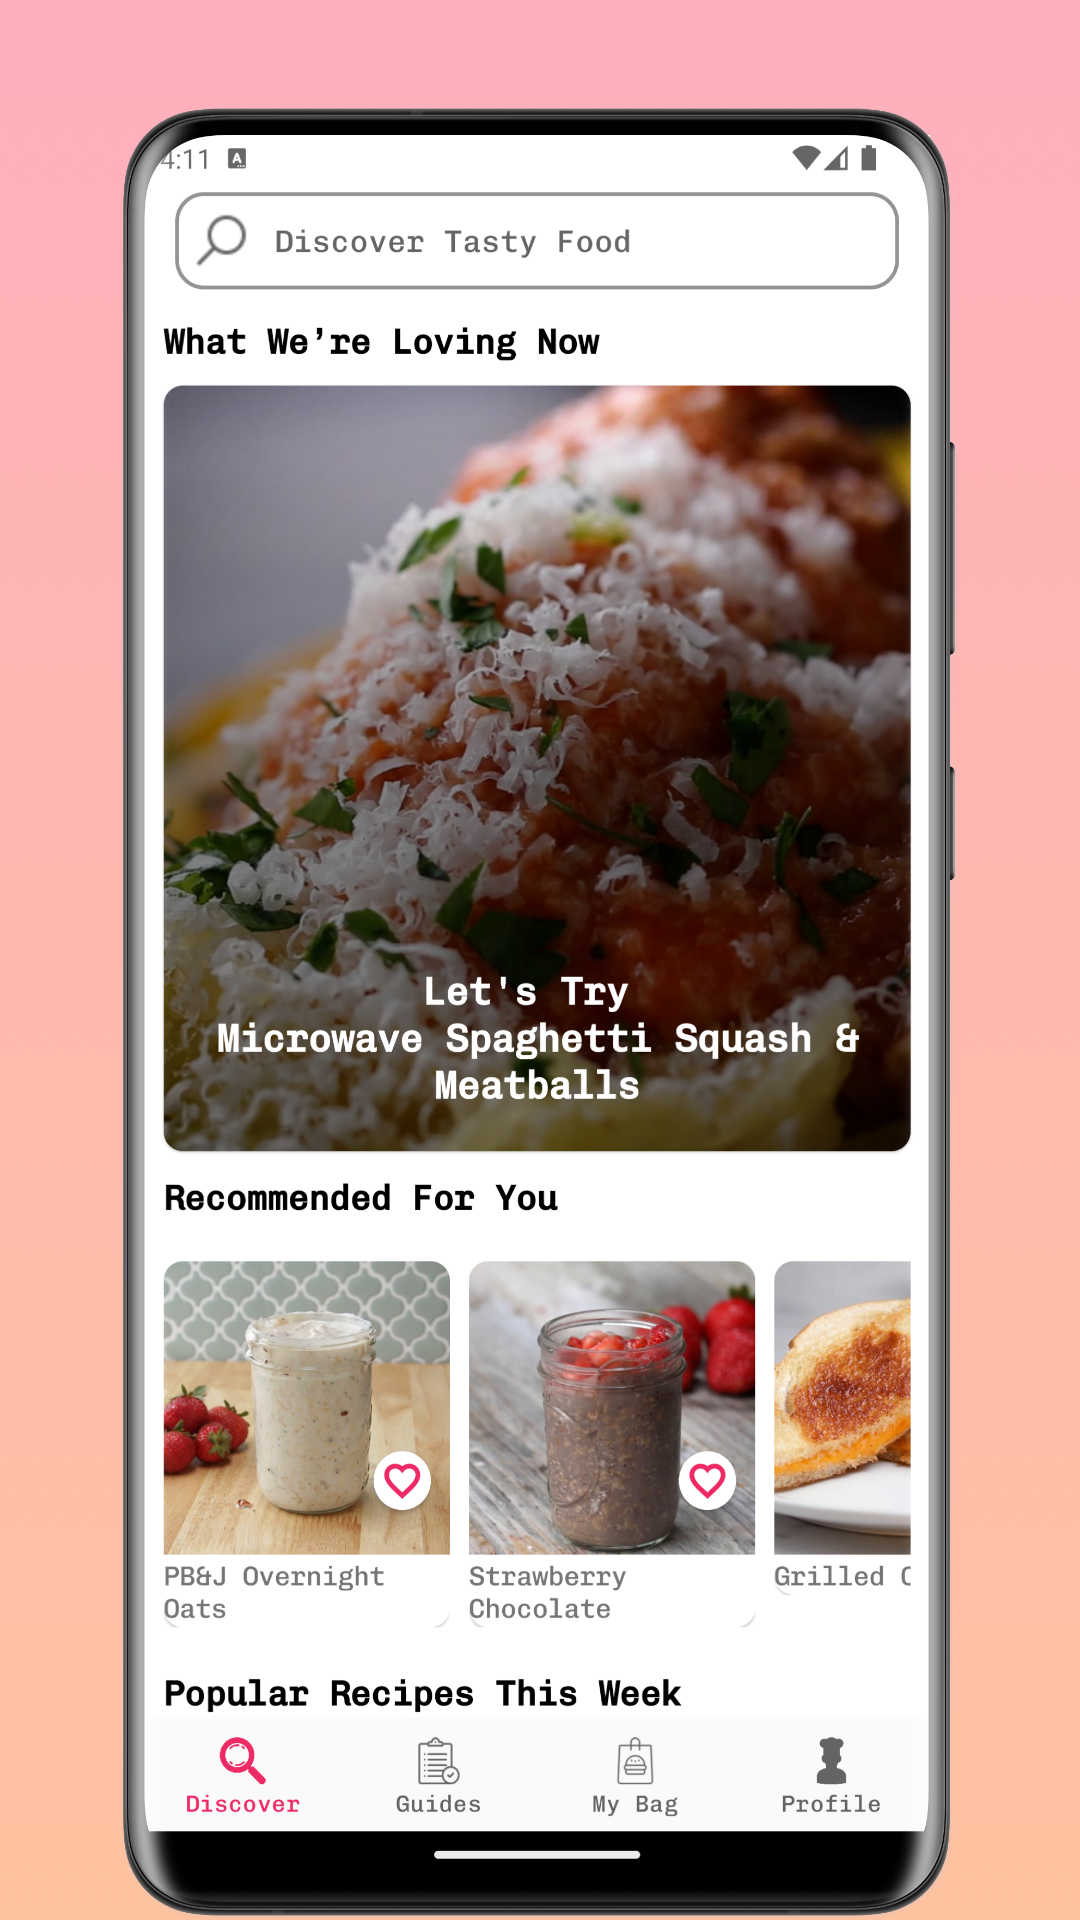 4:11 A
Discover Tasty Food
What We’re Loving Now
Let's Try
Microwave Spaghetti Squash &
Meatballs
Recommended For You
PB&J Overnight
Oats
Strawberry
Chocolate
Grilled C
Popular Recipes This Week
Discover
Guides
My Bag
Profile